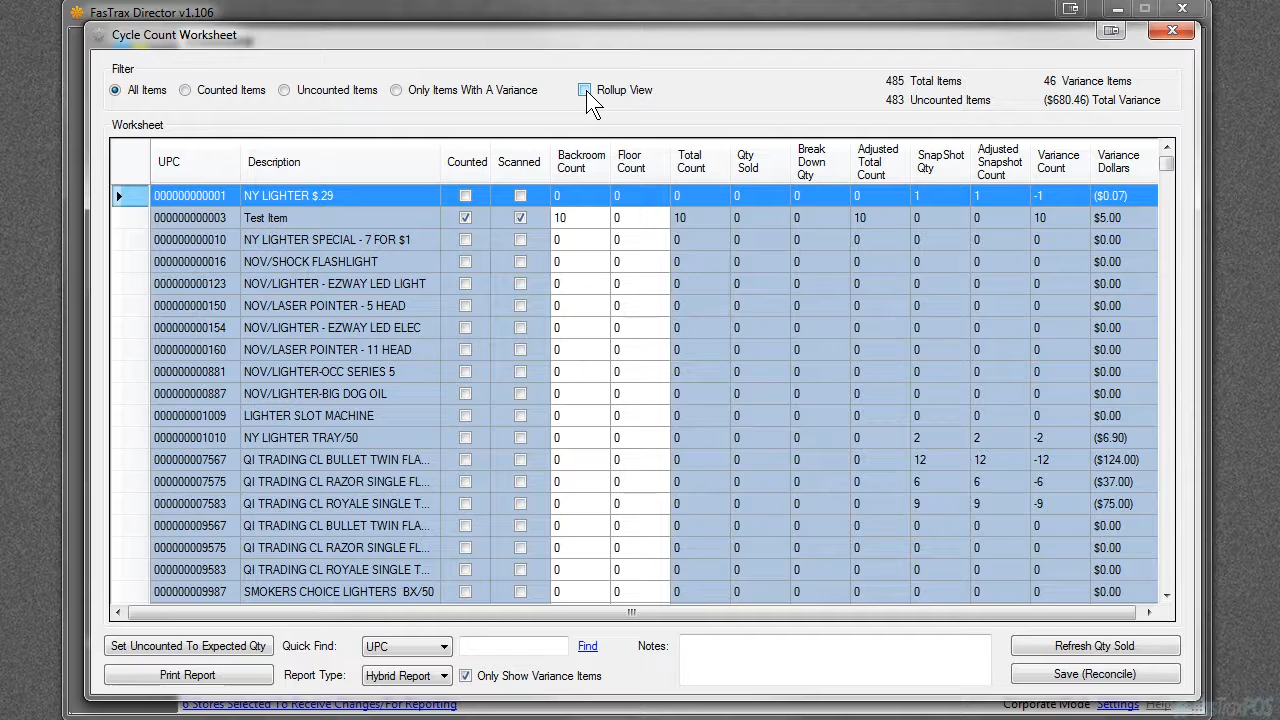 FasTrax Director v1.106
Cycle Count Worksheet
Filter
All Items Counted Items Uncounted Items Only Items With A Variance Rollup View
485 Total Items 46 Variance Items
483 Uncounted Items ($680.46) Total Variance
Worksheet
UPC Description Counted Scanned Backroom Count Floor Count Total Count Qty Sold Break Down Qty Adjusted Total Count SnapShot Qty Adjusted Snapshot Count Variance Count Variance Dollars
000000000001 NY LIGHTER $.29 0 0 0 0 0 0 1 1 -1 ($0.07)
000000000003 Test Item 10 0 10 0 0 10 0 0 10 $5.00
000000000010 NY LIGHTER SPECIAL - 7 FOR $1 0 0 0 0 0 0 0 0 0 $0.00
000000000016 NOV/SHOCK FLASHLIGHT 0 0 0 0 0 0 0 0 0 $0.00
000000000123 NOV/LIGHTER - EZWAY LED LIGHT 0 0 0 0 0 0 0 0 0 $0.00
000000000150 NOV/LASER POINTER - 5 HEAD 0 0 0 0 0 0 0 0 0 $0.00
000000000154 NOV/LIGHTER - EZWAY LED ELEC 0 0 0 0 0 0 0 0 0 $0.00
000000000160 NOV/LASER POINTER - 11 HEAD 0 0 0 0 0 0 0 0 0 $0.00
000000000881 NOV/LIGHTER-OCC SERIES 5 0 0 0 0 0 0 0 0 0 $0.00
000000000887 NOV/LIGHTER-BIG DOG OIL 0 0 0 0 0 0 0 0 0 $0.00
000000001009 LIGHTER SLOT MACHINE 0 0 0 0 0 0 0 0 0 $0.00
000000001010 NY LIGHTER TRAY/50 0 0 0 0 0 0 2 2 -2 ($6.90)
000000007567 QI TRADING CL BULLET TWIN FLA... 0 0 0 0 0 0 12 12 -12 ($124.00)
000000007575 QI TRADING CL RAZOR SINGLE FL... 0 0 0 0 0 0 6 6 -6 ($37.00)
000000007583 QI TRADING CL ROYALE SINGLE T... 0 0 0 0 0 0 9 9 -9 ($75.00)
000000009567 QI TRADING CL BULLET TWIN FLA... 0 0 0 0 0 0 0 0 0 $0.00
000000009575 QI TRADING CL RAZOR SINGLE FL... 0 0 0 0 0 0 0 0 0 $0.00
000000009583 QI TRADING CL ROYALE SINGLE T... 0 0 0 0 0 0 0 0 0 $0.00
000000009987 SMOKERS CHOICE LIGHTERS BX/50 0 0 0 0 0 0 0 0 0 $0.00
Set Uncounted To Expected Qty Quick Find: UPC Find Notes: Refresh Qty Sold
Print Report Report Type: Hybrid Report Only Show Variance Items Save (Reconcile)
6 Stores Selected To Receive Changes/For Reporting Corporate Mode Settings Help